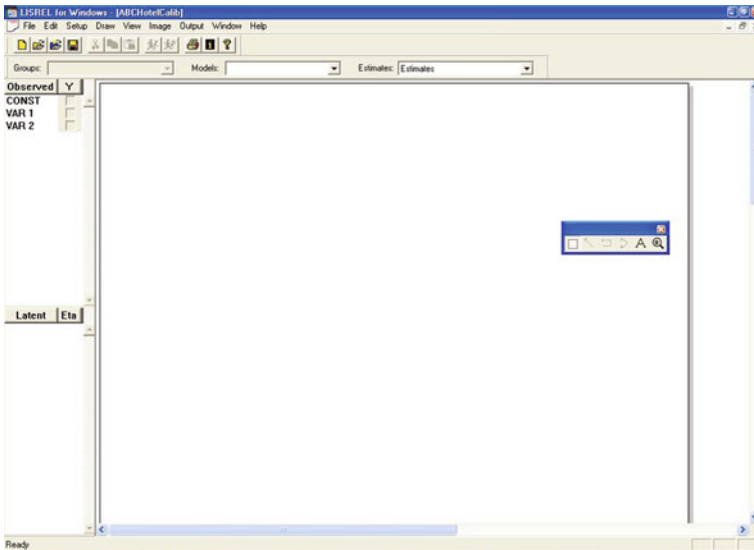 LISREL for Windows - [ABCHotelCalib]
File Edit Setup Draw View Image Output Window Help
Groups: Models: Estimates: Estimates
Observed Y
CONST
VAR 1
VAR 2
A
Latent Eta
Ready